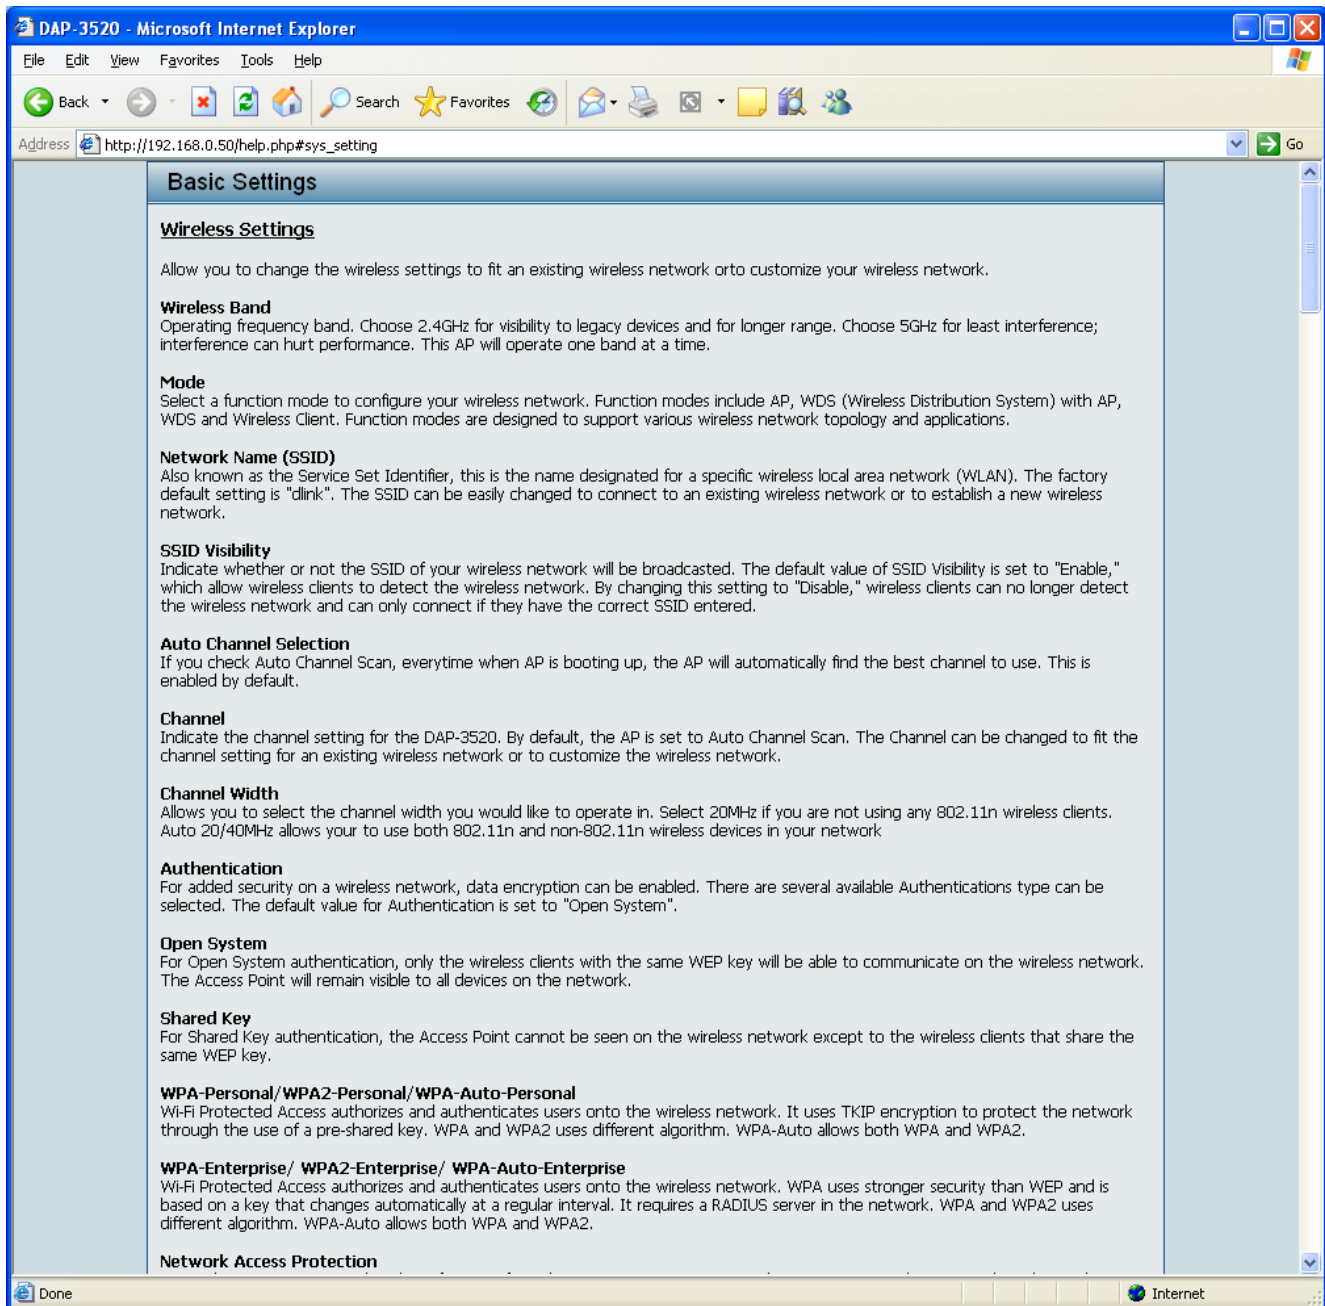 DAP-3520 - Microsoft Internet Explorer
File Edit View Favorites Tools Help
Back Search Favorites
Address http://192.168.0.50/help.php#sys_setting Go
Basic Settings
Wireless Settings
Allow you to change the wireless settings to fit an existing wireless network orto customize your wireless network.
Wireless Band
Operating frequency band. Choose 2.4GHz for visibility to legacy devices and for longer range. Choose 5GHz for least interference;
interference can hurt performance. This AP will operate one band at a time.
Mode
Select a function mode to configure your wireless network. Function modes include AP, WDS (Wireless Distribution System) with AP,
WDS and Wireless Client. Function modes are designed to support various wireless network topology and applications.
Network Name (SSID)
Also known as the Service Set Identifier, this is the name designated for a specific wireless local area network (WLAN). The factory
default setting is "dlink". The SSID can be easily changed to connect to an existing wireless network or to establish a new wireless
network.
SSID Visibility
Indicate whether or not the SSID of your wireless network will be broadcasted. The default value of SSID Visibility is set to "Enable,"
which allow wireless clients to detect the wireless network. By changing this setting to "Disable," wireless clients can no longer detect
the wireless network and can only connect if they have the correct SSID entered.
Auto Channel Selection
If you check Auto Channel Scan, everytime when AP is booting up, the AP will automatically find the best channel to use. This is
enabled by default.
Channel
Indicate the channel setting for the DAP-3520. By default, the AP is set to Auto Channel Scan. The Channel can be changed to fit the
channel setting for an existing wireless network or to customize the wireless network.
Channel Width
Allows you to select the channel width you would like to operate in. Select 20MHz if you are not using any 802.11n wireless clients.
Auto 20/40MHz allows your to use both 802.11n and non-802.11n wireless devices in your network
Authentication
For added security on a wireless network, data encryption can be enabled. There are several available Authentications type can be
selected. The default value for Authentication is set to "Open System".
Open System
For Open System authentication, only the wireless clients with the same WEP key will be able to communicate on the wireless network.
The Access Point will remain visible to all devices on the network.
Shared Key
For Shared Key authentication, the Access Point cannot be seen on the wireless network except to the wireless clients that share the
same WEP key.
WPA-Personal/WPA2-Personal/WPA-Auto-Personal
Wi-Fi Protected Access authorizes and authenticates users onto the wireless network. It uses TKIP encryption to protect the network
through the use of a pre-shared key. WPA and WPA2 uses different algorithm. WPA-Auto allows both WPA and WPA2.
WPA-Enterprise/ WPA2-Enterprise/ WPA-Auto-Enterprise
Wi-Fi Protected Access authorizes and authenticates users onto the wireless network. WPA uses stronger security than WEP and is
based on a key that changes automatically at a regular interval. It requires a RADIUS server in the network. WPA and WPA2 uses
different algorithm. WPA-Auto allows both WPA and WPA2.
Network Access Protection
Done Internet